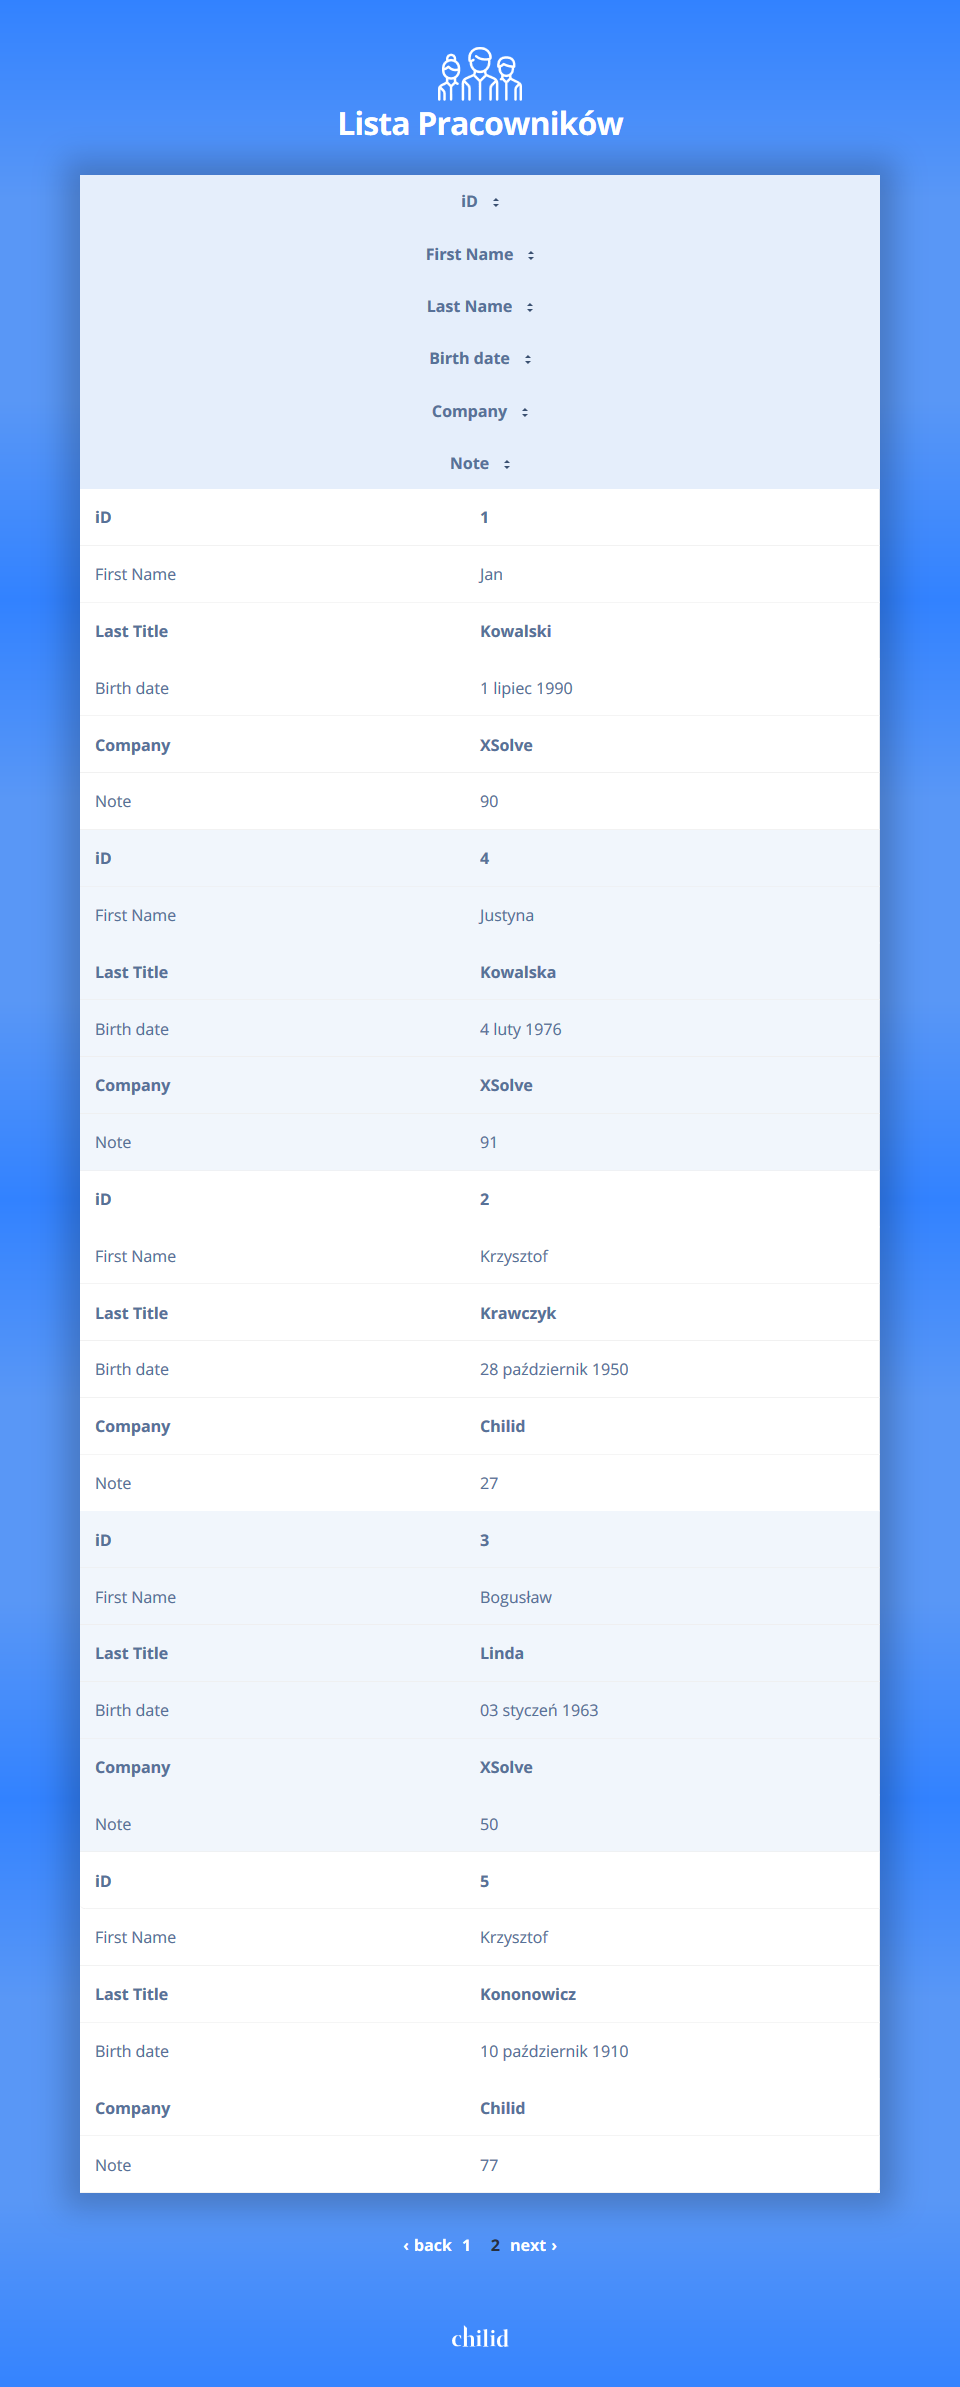 Lista Pracowników
iD
First Name
Last Name
Birth date
Company
Note
iD 1
First Name Jan
Last Title Kowalski
Birth date 1 lipiec 1990
Company XSolve
Note 90
iD 4
First Name Justyna
Last Title Kowalska
Birth date 4 luty 1976
Company XSolve
Note 91
iD 2
First Name Krzysztof
Last Title Krawczyk
Birth date 28 październik 1950
Company Chilid
Note 27
iD 3
First Name Bogusław
Last Title Linda
Birth date 03 styczeń 1963
Company XSolve
Note 50
iD 5
First Name Krzysztof
Last Title Kononowicz
Birth date 10 październik 1910
Company Chilid
Note 77
‹ back 1 2 next ›
chilid